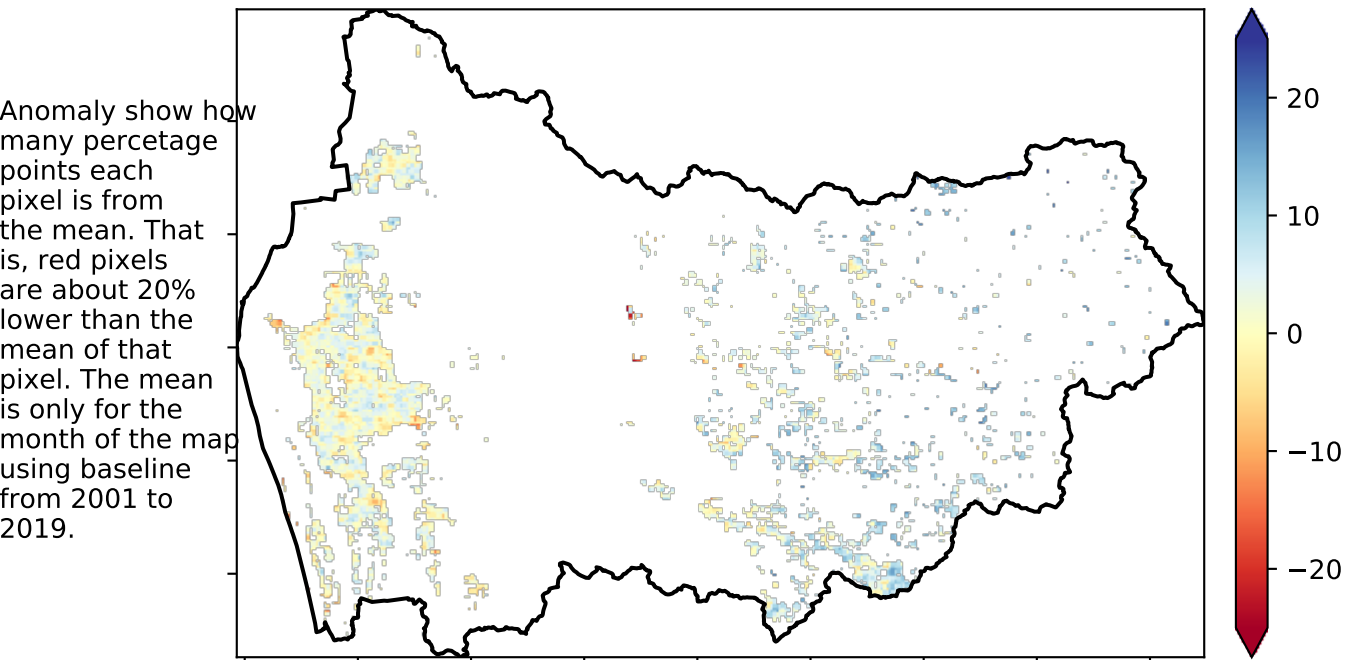 Anomaly show how
many percetage
points each
pixel is from
the mean. That
is, red pixels
are about 20%
lower than the
mean of that
pixel. The mean
is only for the
month of the map
using baseline
from 2001 to
2019.
20
10
0
−10
−20